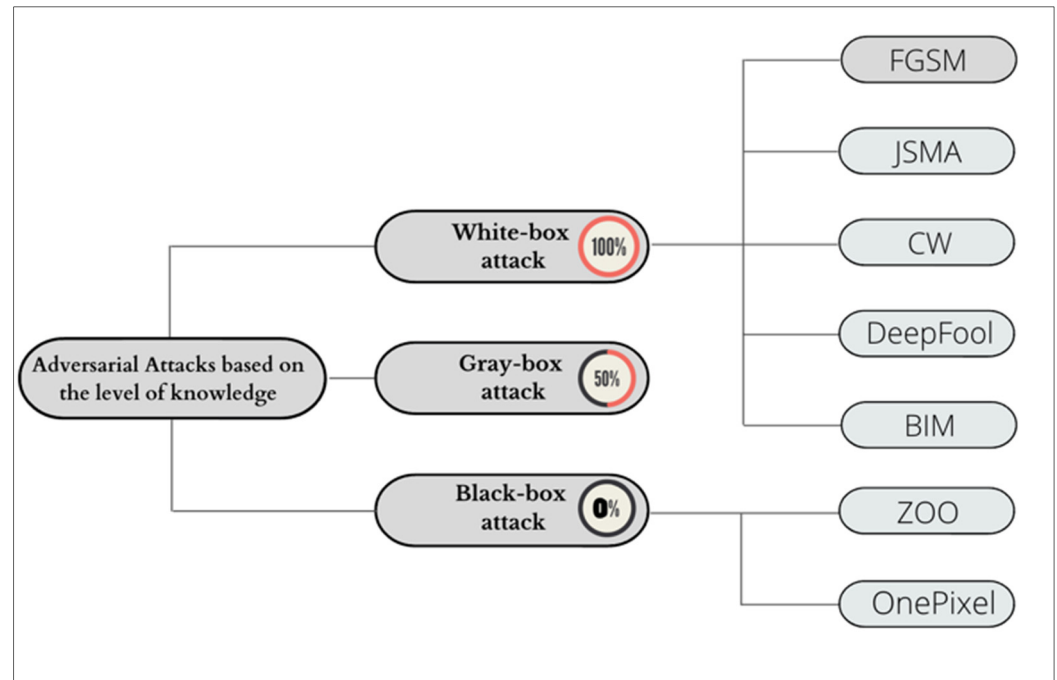 Adversarial Attacks based on
the level of knowledge
White-box
attack
100%
Gray-box
attack
50%
Black-box
attack
0%
FGSM
JSMA
CW
DeepFool
BIM
ZOO
OnePixel